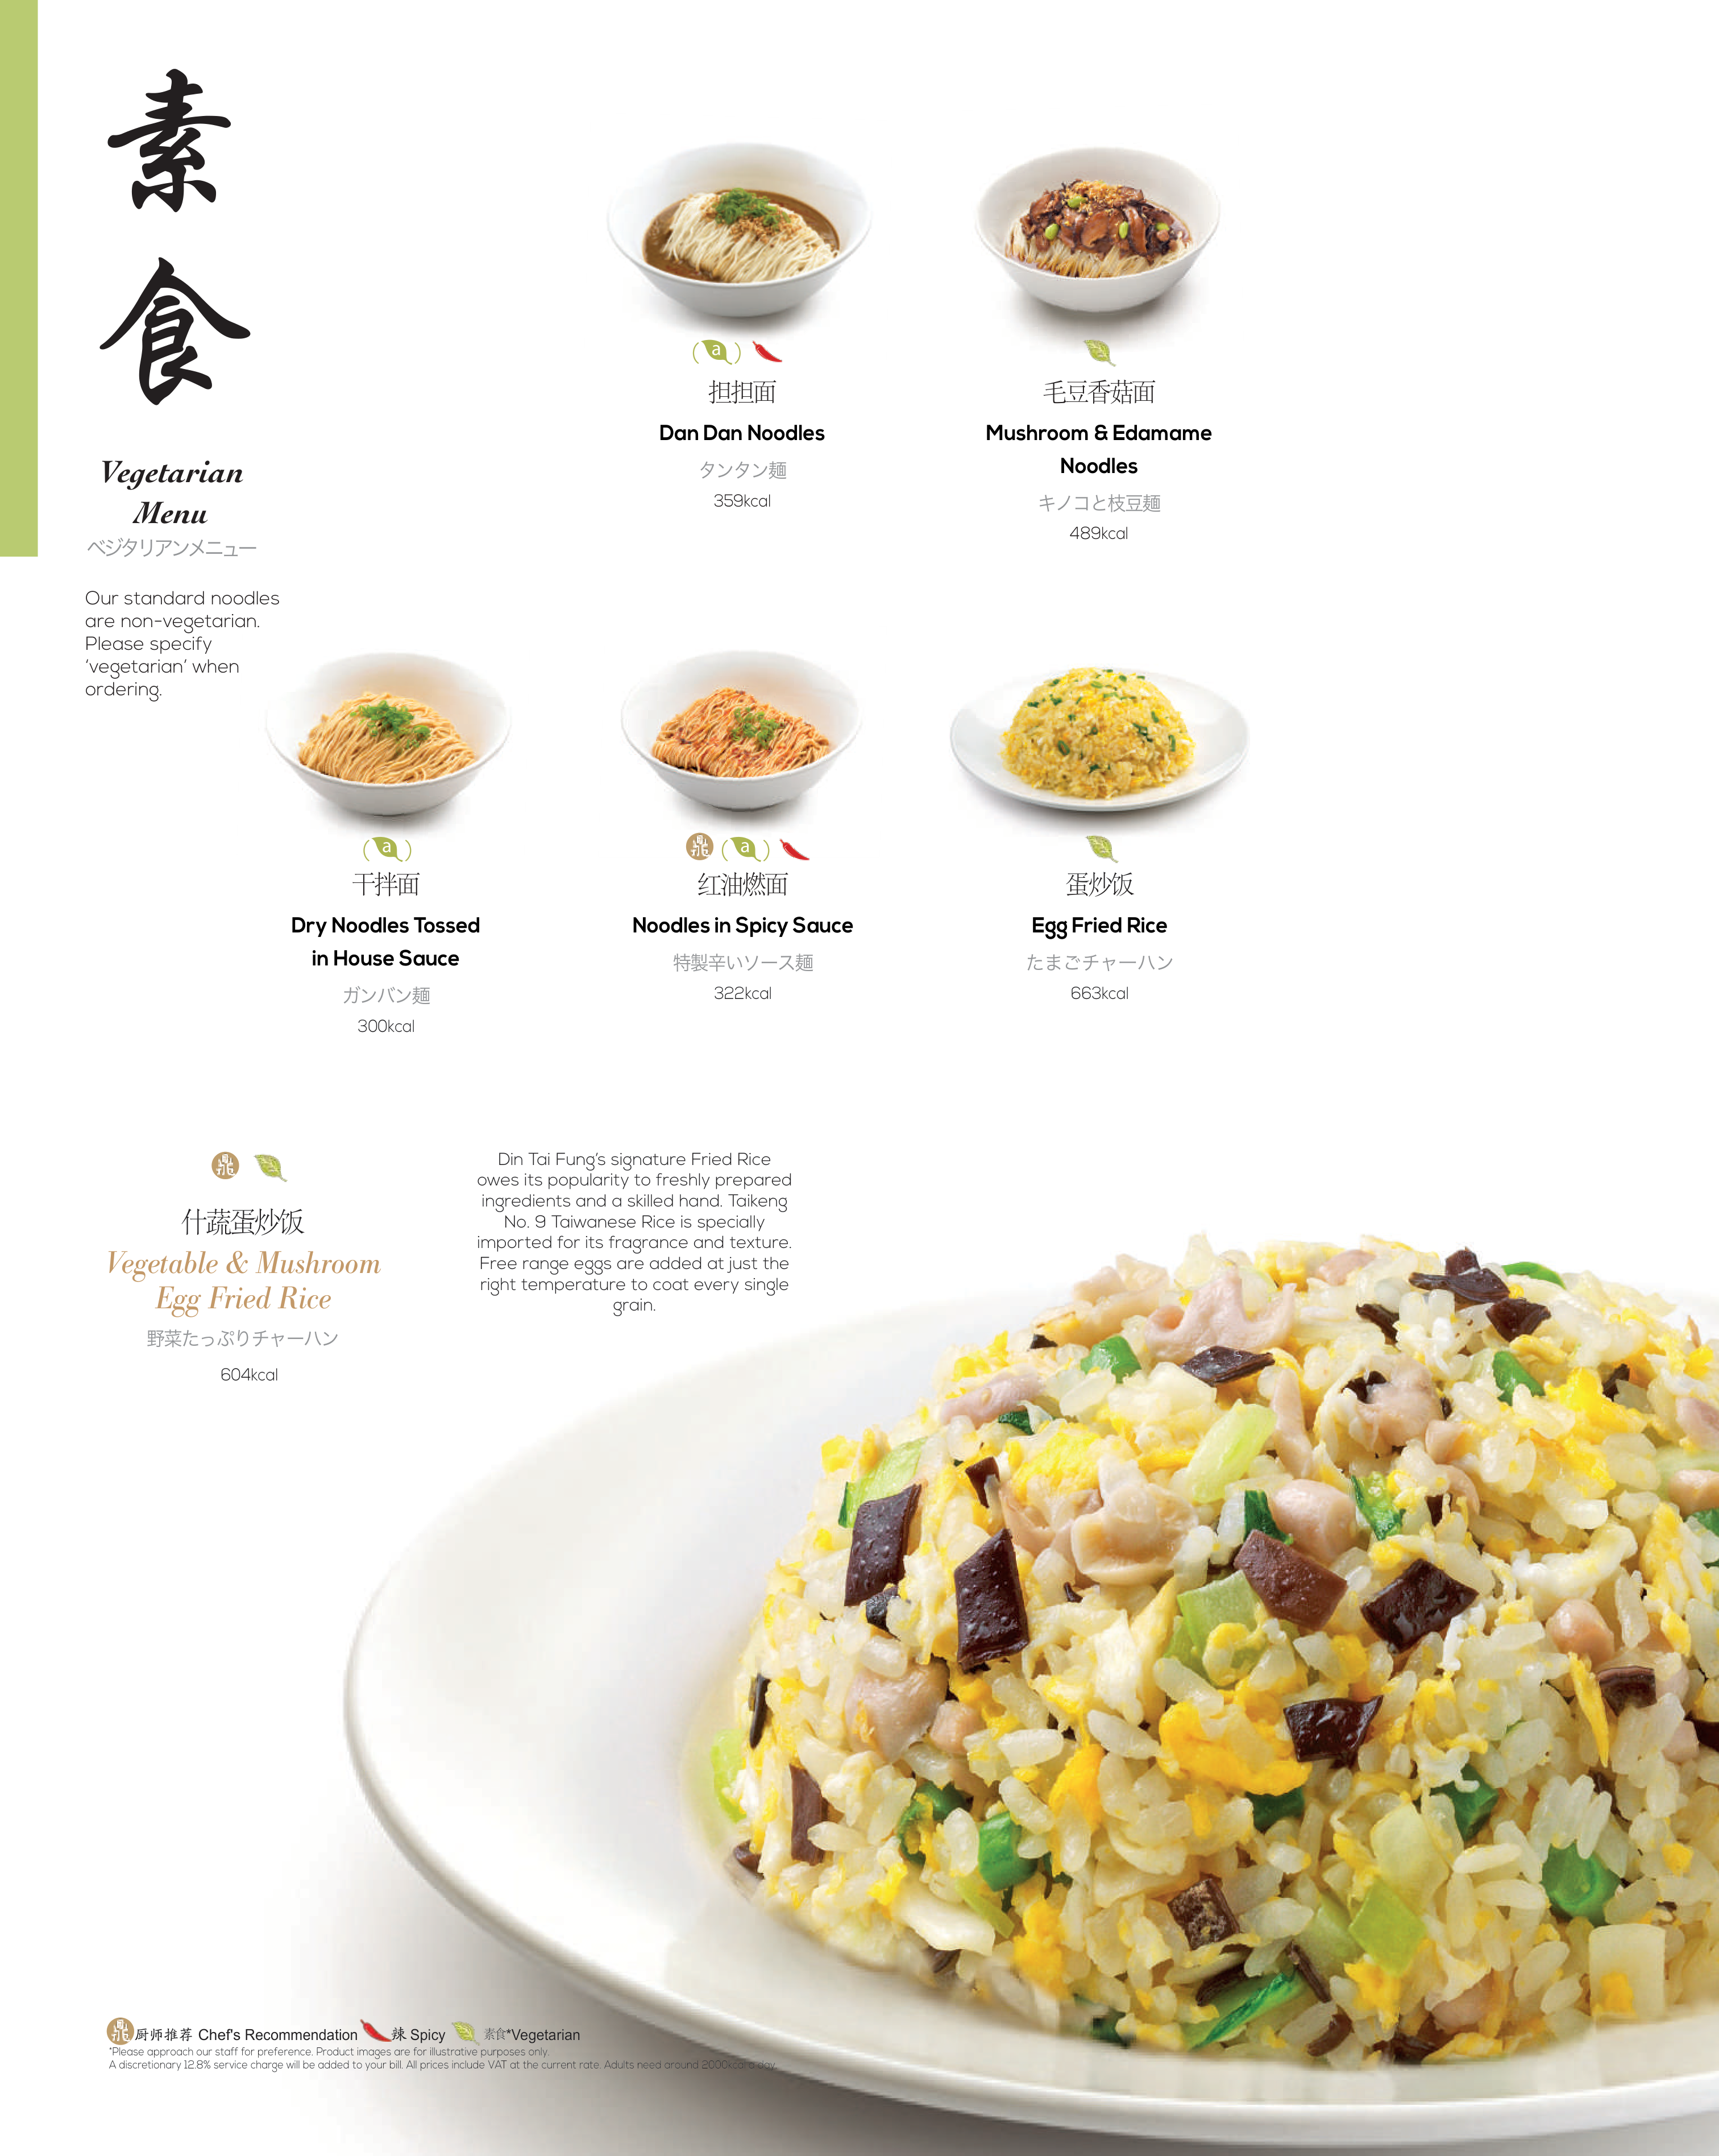 素
食
Vegetarian
Menu
ベジタリアンメニュー
Our standard noodles
are non-vegetarian.
Please specify
‘vegetarian’ when
ordering.
(a)
担担面
Dan Dan Noodles
タンタン麺
359kcal
毛豆香菇面
Mushroom & Edamame
Noodles
キノコと枝豆麺
489kcal
(a)
干拌面
Dry Noodles Tossed
in House Sauce
ガンバン麺
300kcal
(a)
红油燃面
Noodles in Spicy Sauce
特製辛いソース麺
322kcal
蛋炒饭
Egg Fried Rice
たまごチャーハン
663kcal
什蔬蛋炒饭
Vegetable & Mushroom
Egg Fried Rice
野菜たっぷりチャーハン
604kcal
Din Tai Fung’s signature Fried Rice
owes its popularity to freshly prepared
ingredients and a skilled hand. Taikeng
No. 9 Taiwanese Rice is specially
imported for its fragrance and texture.
Free range eggs are added at just the
right temperature to coat every single
grain.
厨师推荐 Chef's Recommendation 辣 Spicy 素食*Vegetarian
*Please approach our staff for preference. Product images are for illustrative purposes only.
A discretionary 12.8% service charge will be added to your bill. All prices include VAT at the current rate. Adults need around 2000kcal a day.